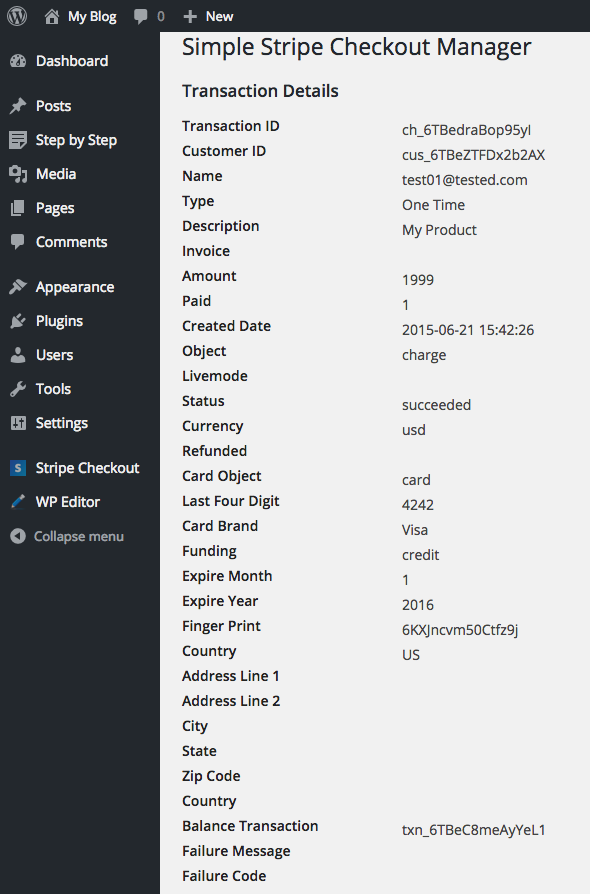 My Blog 0 New
Dashboard
Posts
Step by Step
Media
Pages
Comments
Appearance
Plugins
Users
Tools
Settings
S Stripe Checkout
WP Editor
Collapse menu
Simple Stripe Checkout Manager
Transaction Details
Transaction ID ch_6TBedraBop95yI
Customer ID cus_6TBeZTFDx2b2AX
Name test01@tested.com
Type One Time
Description My Product
Invoice
Amount 1999
Paid 1
Created Date 2015-06-21 15:42:26
Object charge
Livemode
Status succeeded
Currency usd
Refunded
Card Object card
Last Four Digit 4242
Card Brand Visa
Funding credit
Expire Month 1
Expire Year 2016
Finger Print 6KXJncvm50Ctfz9j
Country US
Address Line 1
Address Line 2
City
State
Zip Code
Country
Balance Transaction txn_6TBeC8meAyYeL1
Failure Message
Failure Code